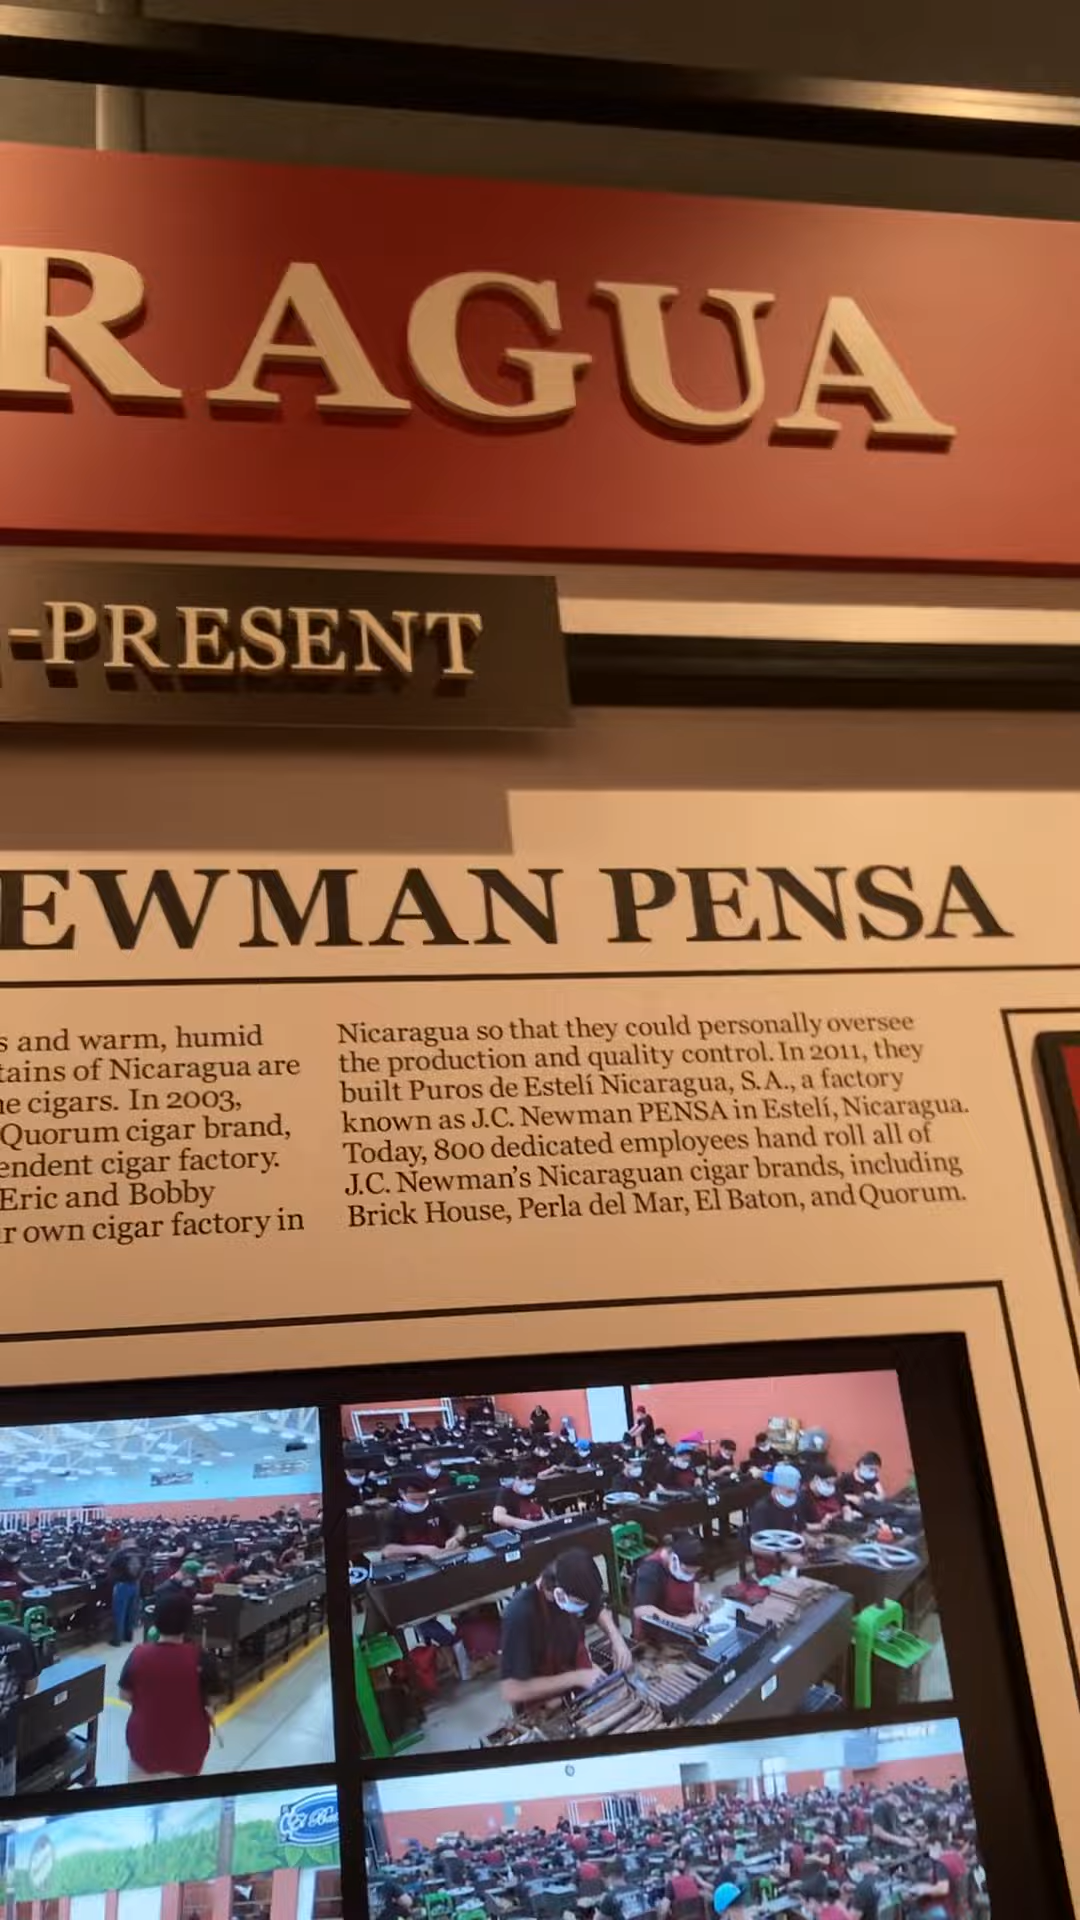 RAGUA
-PRESENT
EWMAN PENSA
s and warm, humid
tains of Nicaragua are
e cigars. In 2003,
Quorum cigar brand,
endent cigar factory.
Eric and Bobby
r own cigar factory in
Nicaragua so that they could personally oversee
the production and quality control. In 2011, they
built Puros de Estelí Nicaragua, S.A., a factory
known as J.C. Newman PENSA in Estelí, Nicaragua.
Today, 800 dedicated employees hand roll all of
J.C. Newman's Nicaraguan cigar brands, including
Brick House, Perla del Mar, El Baton, and Quorum.
El Ba